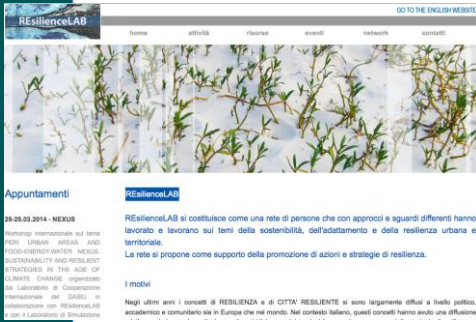 GO TO THE ENGLISH WEBSITE
REsilienceLAB
home attività risorse eventi network contatti
Appuntamenti
28-29.03.2014 - NEXUS
Workshop internazionale sul tema
PERI URBAN AREAS AND
FOOD-ENERGY-WATER NEXUS.
SUSTAINABILITY AND RESILIENT
STRATEGIES IN THE AGE OF
CLIMATE CHANGE organizzato
dal Laboratorio di Cooperazione
Internazionale del DAStU in
collaborazione con REsilienceLAB
e con il Laboratorio di Simulazione
REsilienceLAB
REsilienceLAB si costituisce come una rete di persone che con approcci e sguardi differenti hanno
lavorato e lavorano sui temi della sostenibilità, dell'adattamento e della resilienza urbana e
territoriale.
La rete si propone come supporto della promozione di azioni e strategie di resilienza.
I motivi
Negli ultimi anni i concetti di RESILIENZA e di CITTA' RESILIENTE si sono largamente diffusi a livello politico,
accademico e comunitario sia in Europa che nel mondo. Nel contesto italiano, questi concetti hanno avuto una diffusione